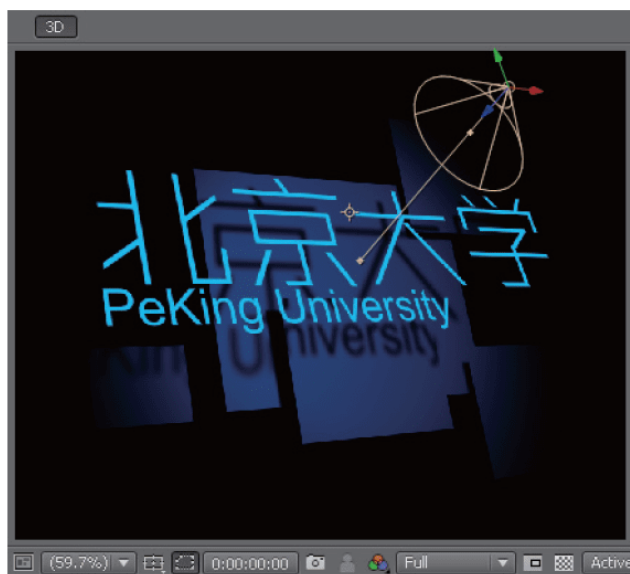 3D
北京大学
PeKing University
(59.7%) 0:00:00:00 Full Active